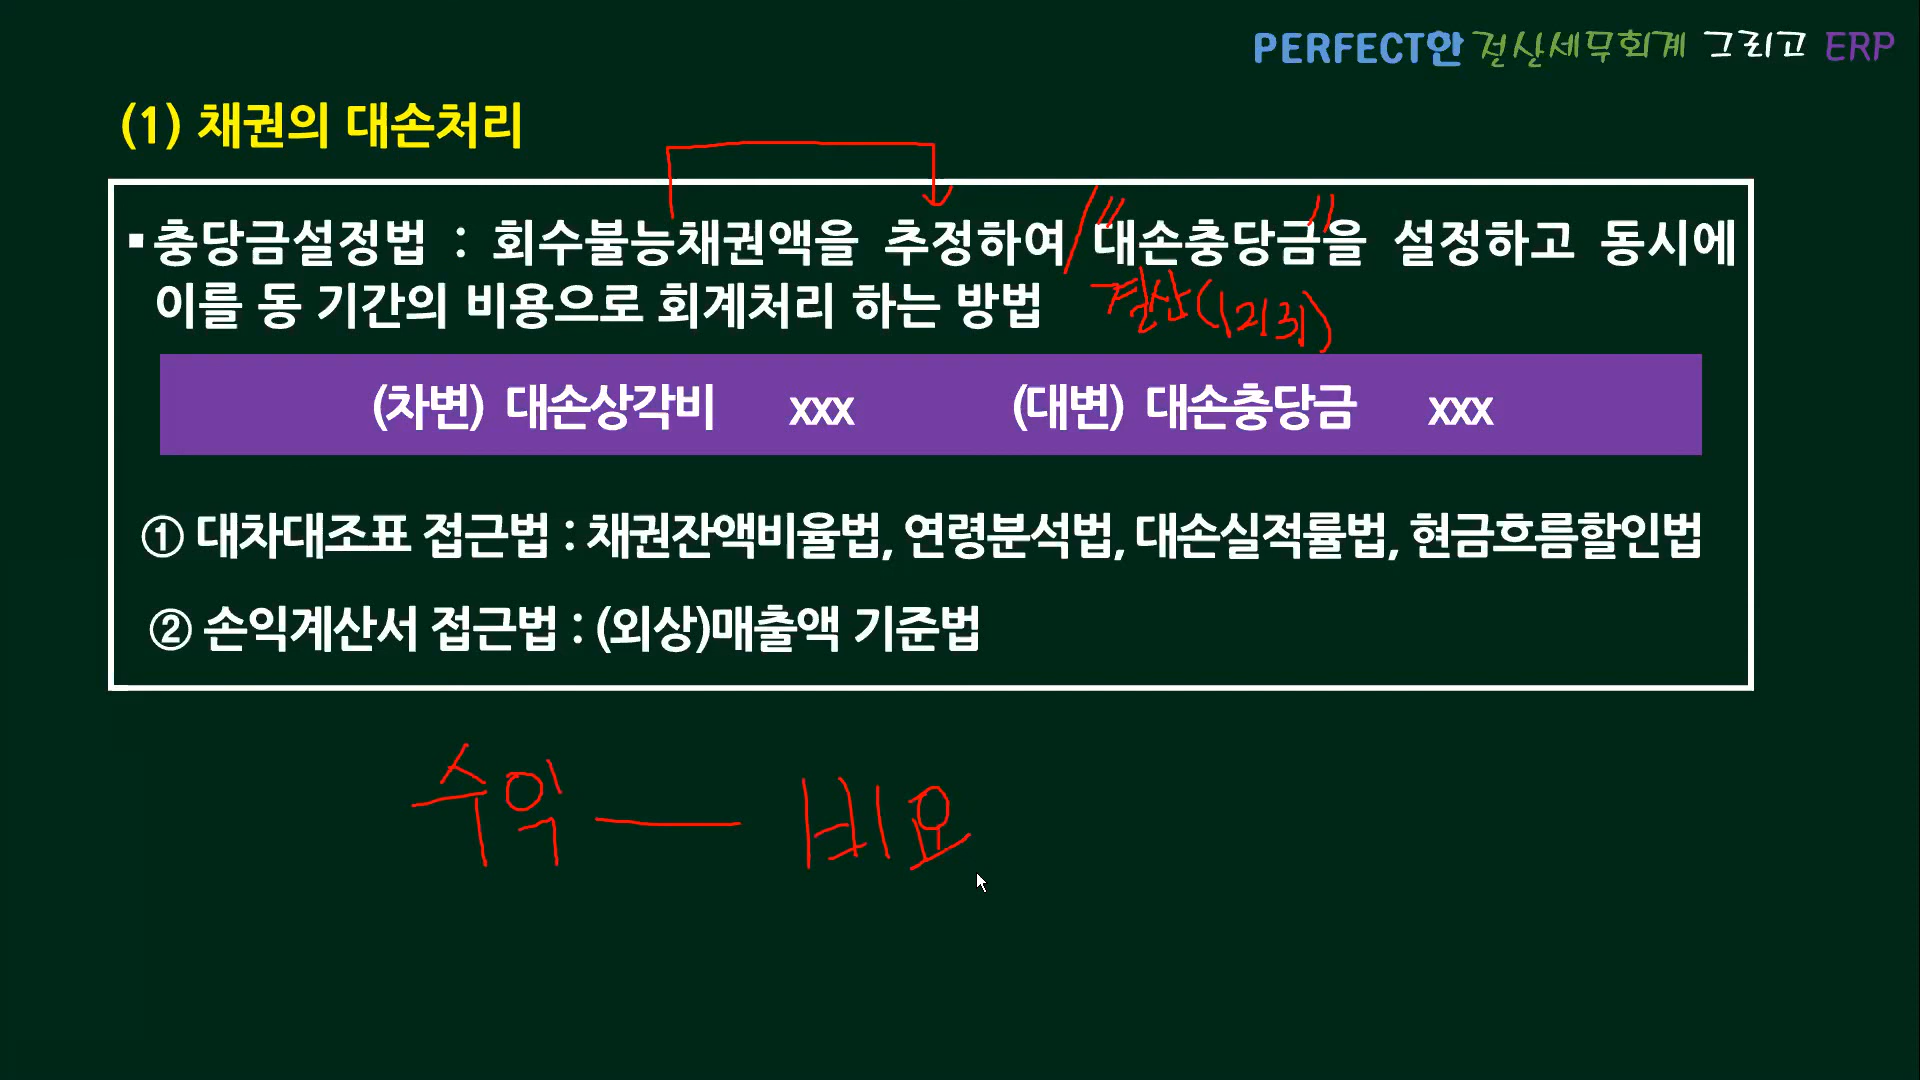 PERFECT한 전산세무회계 그리고 ERP
(1) 채권의 대손처리
▪충당금설정법 : 회수불능채권액을 추정하여 / "대손충당금"을 설정하고 동시에
이를 동 기간의 비용으로 회계처리 하는 방법
결산(12/31)
(차변) 대손상각비 xxx (대변) 대손충당금 xxx
① 대차대조표 접근법 : 채권잔액비율법, 연령분석법, 대손실적률법, 현금흐름할인법
② 손익계산서 접근법 : (외상)매출액 기준법
수익 — 비요